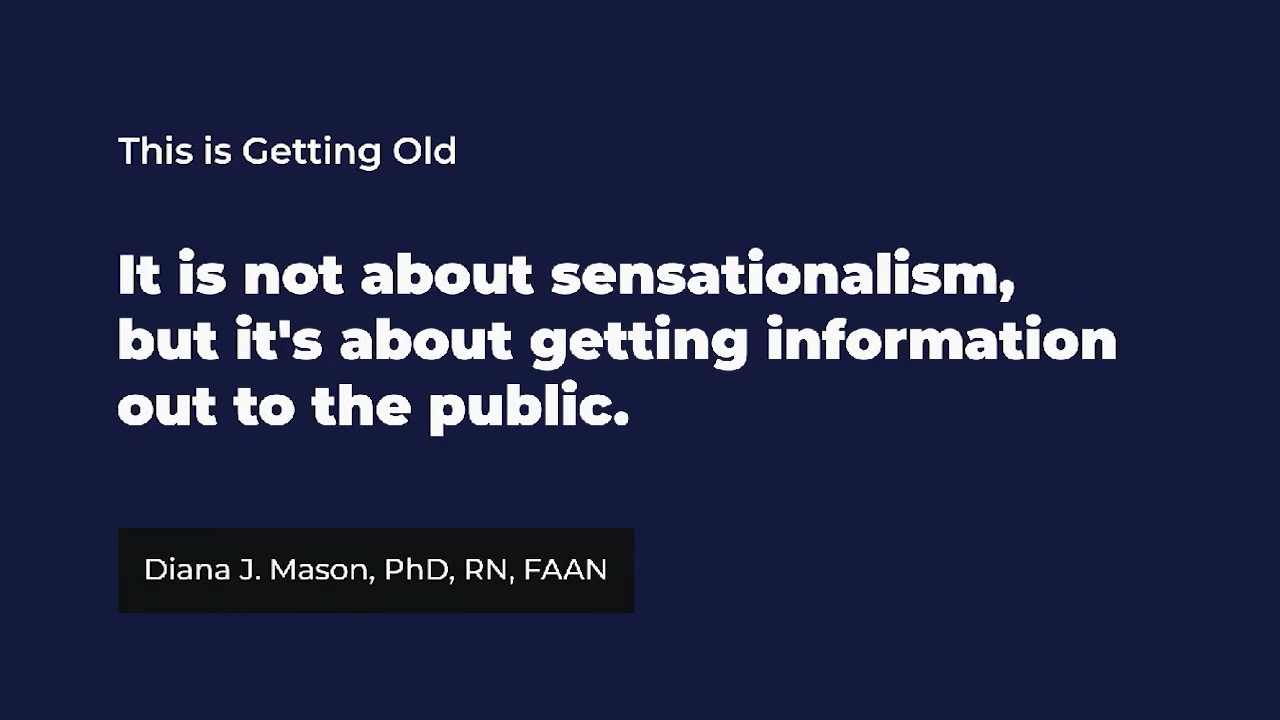 This is Getting Old
It is not about sensationalism,
but it's about getting information
out to the public.
Diana J. Mason, PhD, RN, FAAN